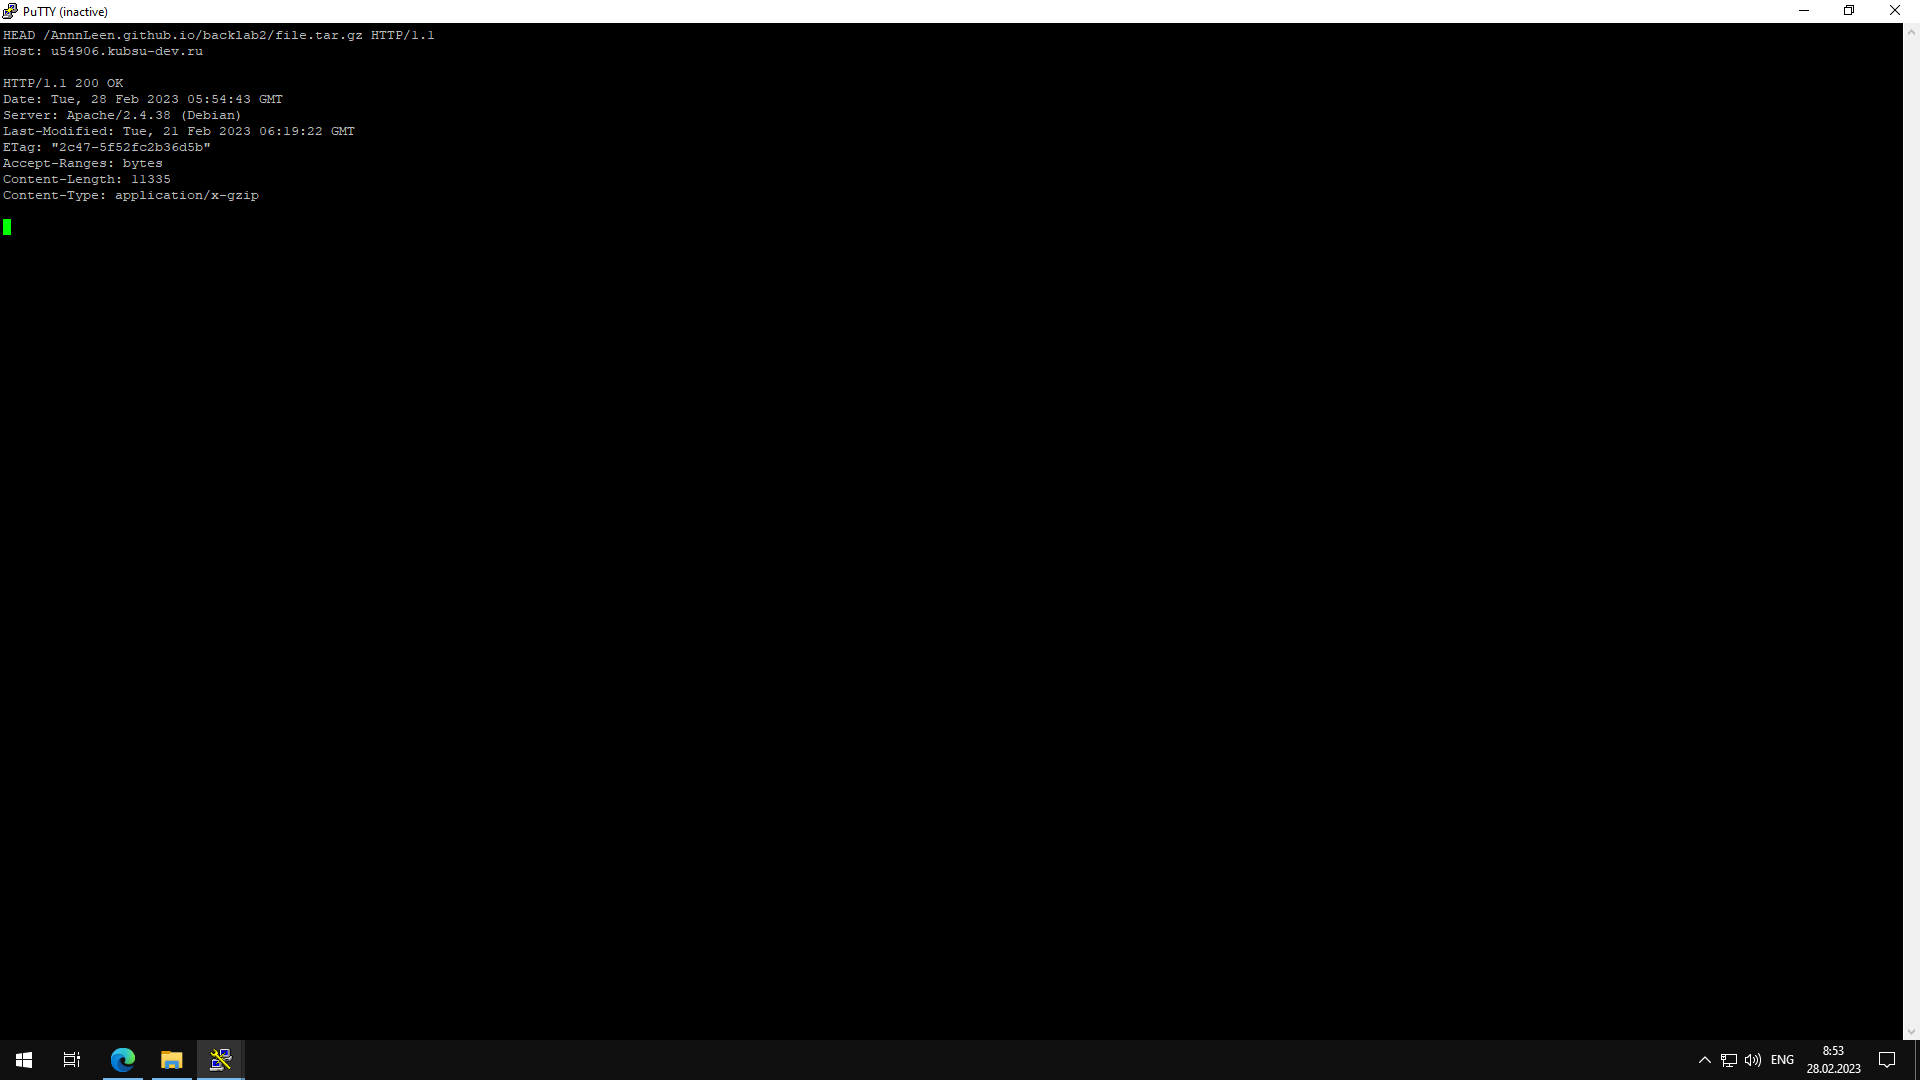 PuTTY (inactive)
HEAD /AnnnLeen.github.io/backlab2/file.tar.gz HTTP/1.1
Host: u54906.kubsu-dev.ru
HTTP/1.1 200 OK
Date: Tue, 28 Feb 2023 05:54:43 GMT
Server: Apache/2.4.38 (Debian)
Last-Modified: Tue, 21 Feb 2023 06:19:22 GMT
ETag: "2c47-5f52fc2b36d5b"
Accept-Ranges: bytes
Content-Length: 11335
Content-Type: application/x-gzip
ENG
8:53
28.02.2023